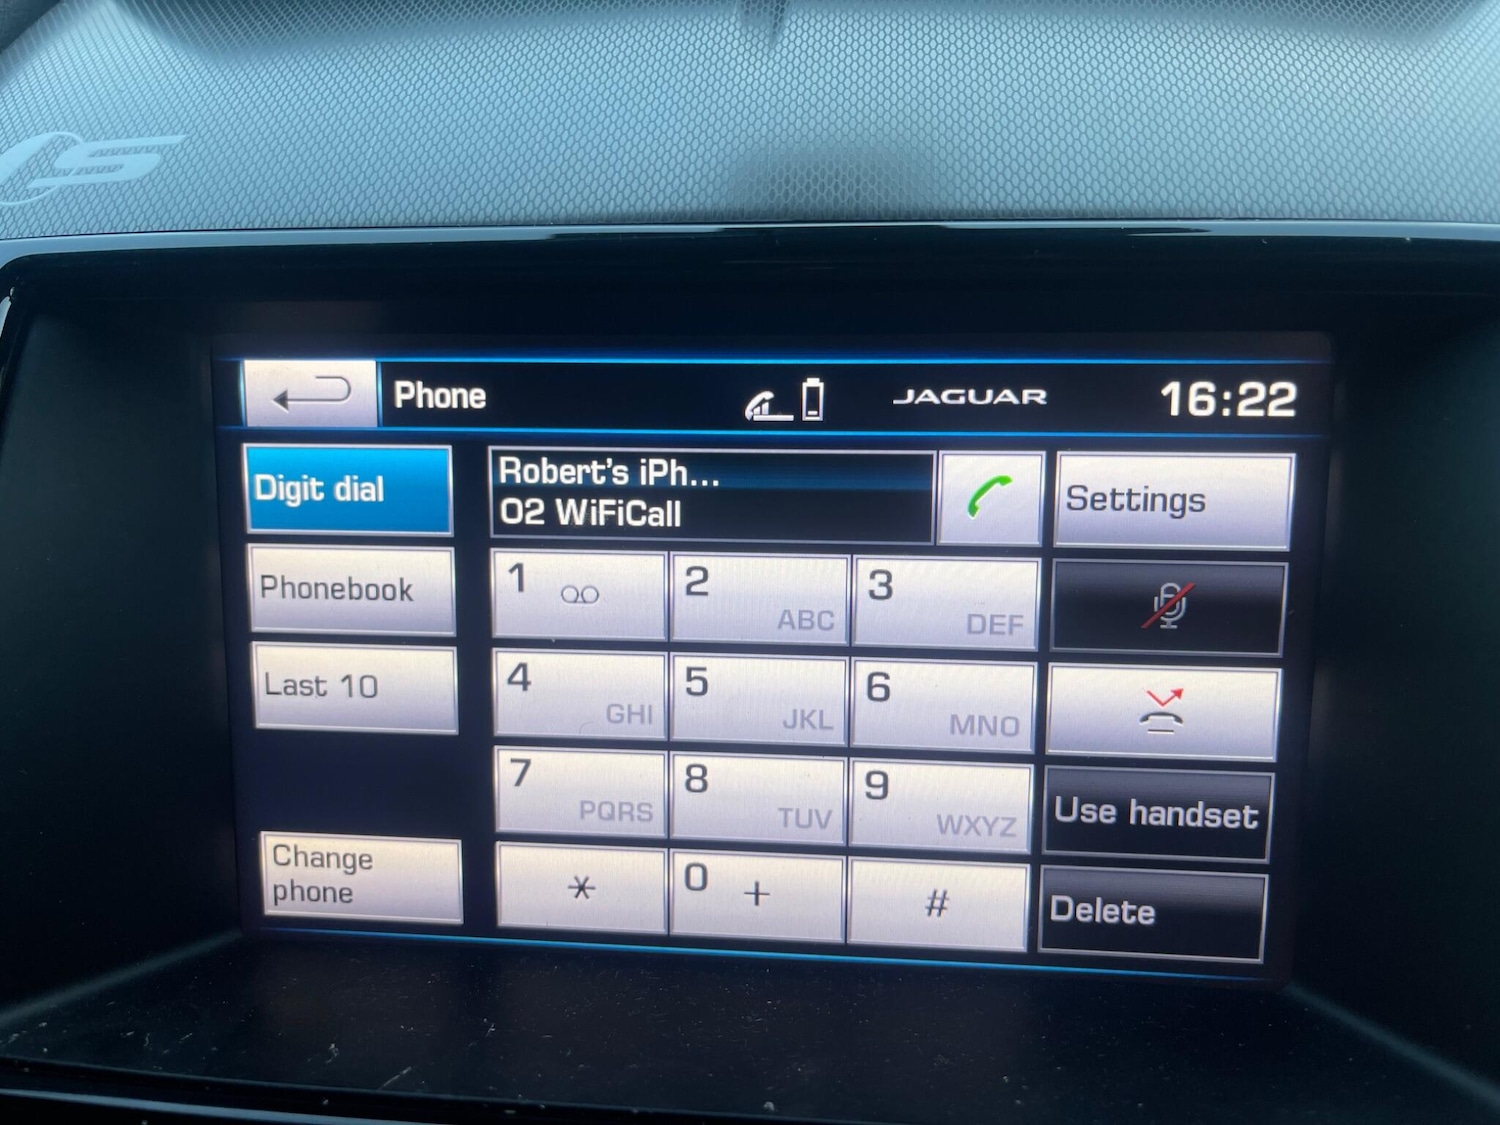 S
Phone
JAGUAR
16:22
Digit dial
Robert's iPh...
O2 WiFiCall
Settings
Phonebook
1
2 ABC
3 DEF
Last 10
4 GHI
5 JKL
6 MNO
7 PQRS
8 TUV
9 WXYZ
Use handset
Change
phone
*
0 +
#
Delete